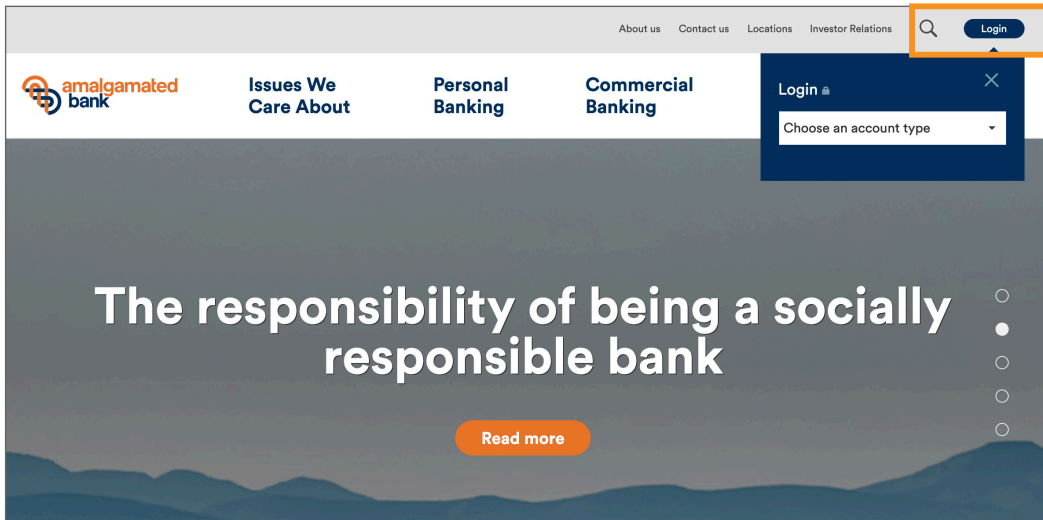 About us Contact us Locations Investor Relations Login
amalgamated
bank
Issues We
Care About
Personal
Banking
Commercial
Banking
Login
Choose an account type
The responsibility of being a socially
responsible bank
Read more